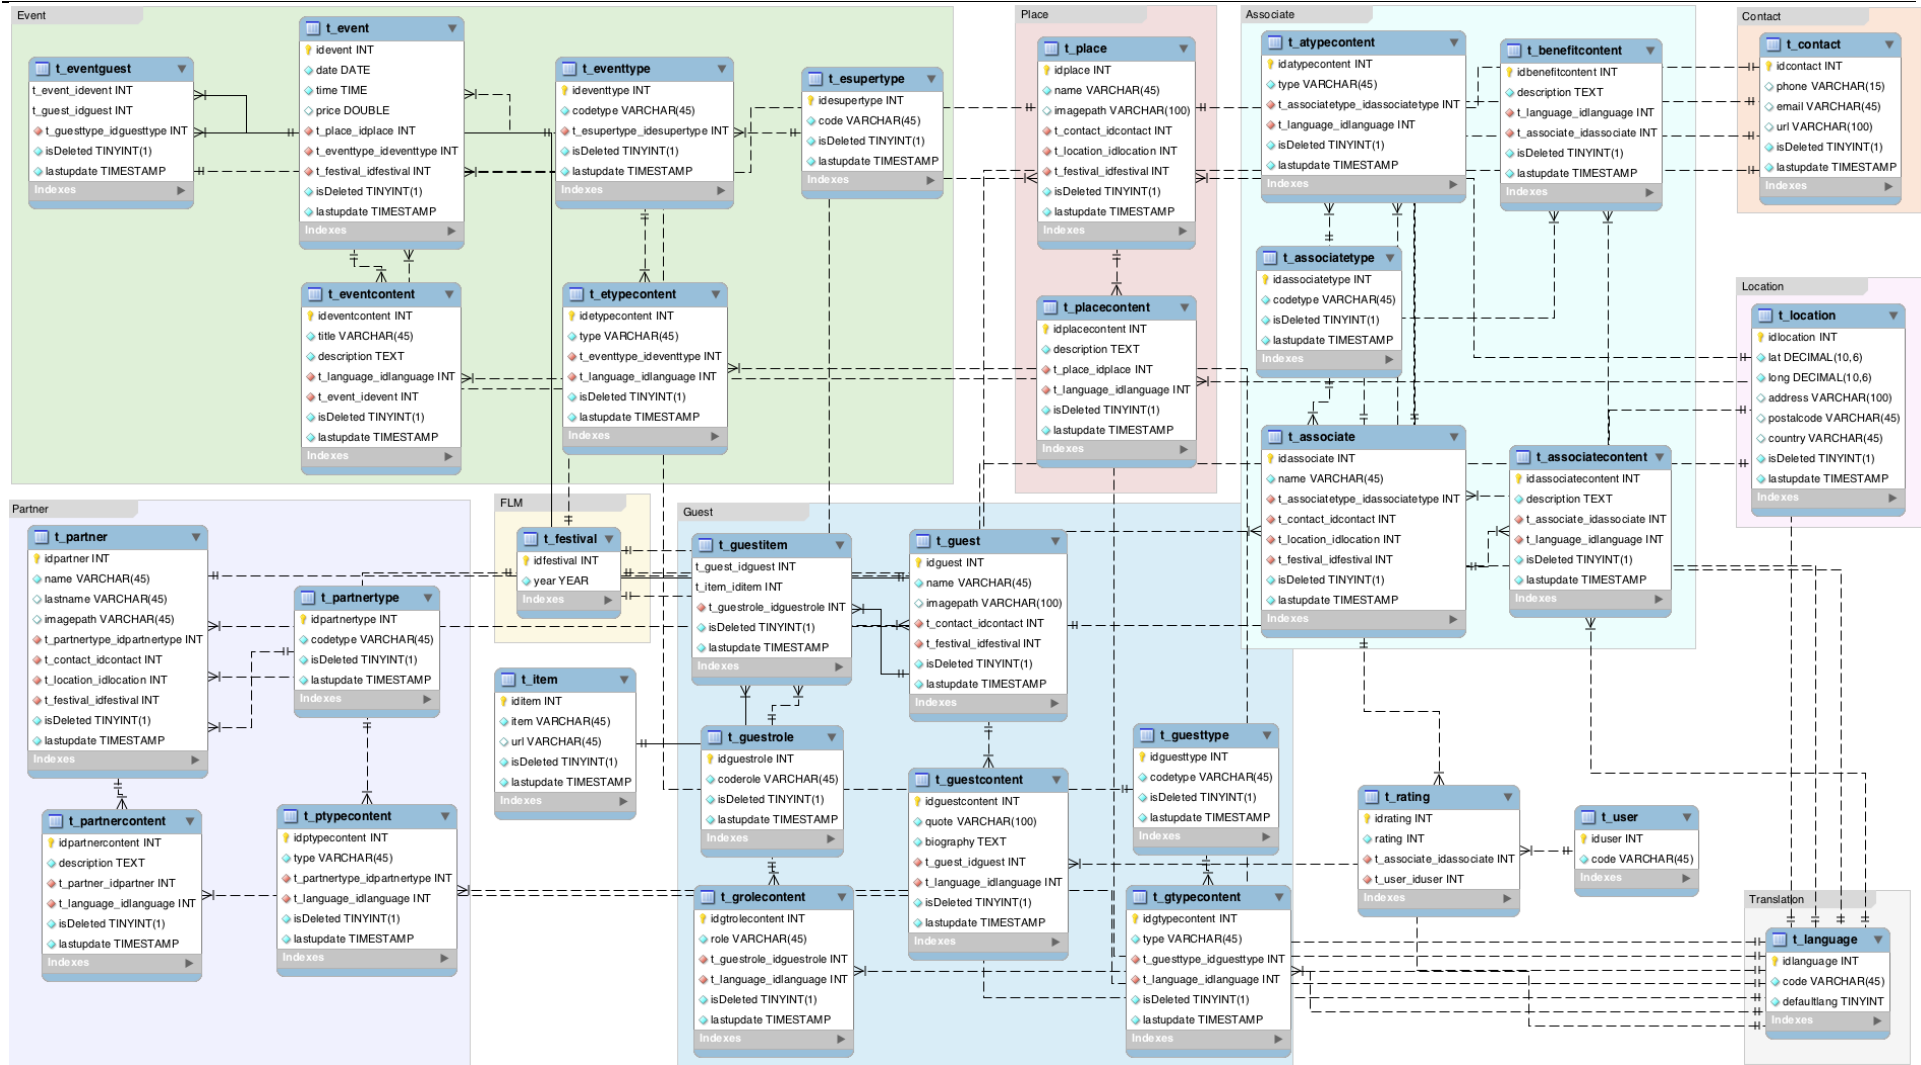 Event
t_event
idevent INT
date DATE
time TIME
price DOUBLE
t_place_idplace INT
t_eventtype_ideventtype INT
t_festival_idfestival INT
isDeleted TINYINT(1)
lastupdate TIMESTAMP
Indexes
t_eventguest
t_event_idevent INT
t_guest_idguest INT
t_guesttype_idguesttype INT
isDeleted TINYINT(1)
lastupdate TIMESTAMP
Indexes
t_eventtype
ideventtype INT
codetype VARCHAR(45)
t_esupertype_idesupertype INT
isDeleted TINYINT(1)
lastupdate TIMESTAMP
Indexes
t_esupertype
idesupertype INT
code VARCHAR(45)
isDeleted TINYINT(1)
lastupdate TIMESTAMP
Indexes
t_eventcontent
ideventcontent INT
title VARCHAR(45)
description TEXT
t_language_idlanguage INT
t_event_idevent INT
isDeleted TINYINT(1)
lastupdate TIMESTAMP
Indexes
t_etypecontent
idetypecontent INT
type VARCHAR(45)
t_eventtype_ideventtype INT
t_language_idlanguage INT
isDeleted TINYINT(1)
lastupdate TIMESTAMP
Indexes
Place
t_place
idplace INT
name VARCHAR(45)
imagepath VARCHAR(100)
t_contact_idcontact INT
t_location_idlocation INT
t_festival_idfestival INT
isDeleted TINYINT(1)
lastupdate TIMESTAMP
Indexes
t_placecontent
idplacecontent INT
description TEXT
t_place_idplace INT
t_language_idlanguage INT
isDeleted TINYINT(1)
lastupdate TIMESTAMP
Indexes
Associate
t_atypecontent
idatypecontent INT
type VARCHAR(45)
t_associatetype_idassociatetype INT
t_language_idlanguage INT
isDeleted TINYINT(1)
lastupdate TIMESTAMP
Indexes
t_benefitcontent
idbenefitcontent INT
description TEXT
t_language_idlanguage INT
t_associate_idassociate INT
isDeleted TINYINT(1)
lastupdate TIMESTAMP
Indexes
t_associatetype
idassociatetype INT
codetype VARCHAR(45)
isDeleted TINYINT(1)
lastupdate TIMESTAMP
Indexes
t_associate
idassociate INT
name VARCHAR(45)
t_associatetype_idassociatetype INT
t_contact_idcontact INT
t_location_idlocation INT
t_festival_idfestival INT
isDeleted TINYINT(1)
lastupdate TIMESTAMP
Indexes
t_associatecontent
idassociatecontent INT
description TEXT
t_associate_idassociate INT
t_language_idlanguage INT
isDeleted TINYINT(1)
lastupdate TIMESTAMP
Indexes
Contact
t_contact
idcontact INT
phone VARCHAR(15)
email VARCHAR(45)
url VARCHAR(100)
isDeleted TINYINT(1)
lastupdate TIMESTAMP
Indexes
Location
t_location
idlocation INT
lat DECIMAL(10,6)
long DECIMAL(10,6)
address VARCHAR(100)
postalcode VARCHAR(45)
country VARCHAR(45)
isDeleted TINYINT(1)
lastupdate TIMESTAMP
Indexes
Partner
t_partner
idpartner INT
name VARCHAR(45)
lastname VARCHAR(45)
imagepath VARCHAR(45)
t_partnertype_idpartnertype INT
t_contact_idcontact INT
t_location_idlocation INT
t_festival_idfestival INT
isDeleted TINYINT(1)
lastupdate TIMESTAMP
Indexes
t_partnertype
idpartnertype INT
codetype VARCHAR(45)
isDeleted TINYINT(1)
lastupdate TIMESTAMP
Indexes
t_partnercontent
idpartnercontent INT
description TEXT
t_partner_idpartner INT
t_language_idlanguage INT
isDeleted TINYINT(1)
lastupdate TIMESTAMP
Indexes
t_ptypecontent
idptypecontent INT
type VARCHAR(45)
t_partnertype_idpartnertype INT
t_language_idlanguage INT
isDeleted TINYINT(1)
lastupdate TIMESTAMP
Indexes
FLM
t_festival
idfestival INT
year YEAR
Indexes
t_item
iditem INT
item VARCHAR(45)
url VARCHAR(45)
isDeleted TINYINT(1)
lastupdate TIMESTAMP
Indexes
Guest
t_guestitem
t_guest_idguest INT
t_item_iditem INT
t_guestrole_idguestrole INT
isDeleted TINYINT(1)
lastupdate TIMESTAMP
Indexes
t_guest
idguest INT
name VARCHAR(45)
imagepath VARCHAR(100)
t_contact_idcontact INT
t_festival_idfestival INT
isDeleted TINYINT(1)
lastupdate TIMESTAMP
Indexes
t_guestrole
idguestrole INT
coderole VARCHAR(45)
isDeleted TINYINT(1)
lastupdate TIMESTAMP
Indexes
t_guestcontent
idguestcontent INT
quote VARCHAR(100)
biography TEXT
t_guest_idguest INT
t_language_idlanguage INT
isDeleted TINYINT(1)
lastupdate TIMESTAMP
Indexes
t_guesttype
idguesttype INT
codetype VARCHAR(45)
isDeleted TINYINT(1)
lastupdate TIMESTAMP
Indexes
t_grolecontent
idgtrolecontent INT
role VARCHAR(45)
t_guestrole_idguestrole INT
t_language_idlanguage INT
isDeleted TINYINT(1)
lastupdate TIMESTAMP
Indexes
t_gtypecontent
idgtypecontent INT
type VARCHAR(45)
t_guesttype_idguesttype INT
t_language_idlanguage INT
isDeleted TINYINT(1)
lastupdate TIMESTAMP
Indexes
t_rating
idrating INT
rating INT
t_associate_idassociate INT
t_user_iduser INT
Indexes
t_user
iduser INT
code VARCHAR(45)
Indexes
Translation
t_language
idlanguage INT
code VARCHAR(45)
defaultlang TINYINT
Indexes